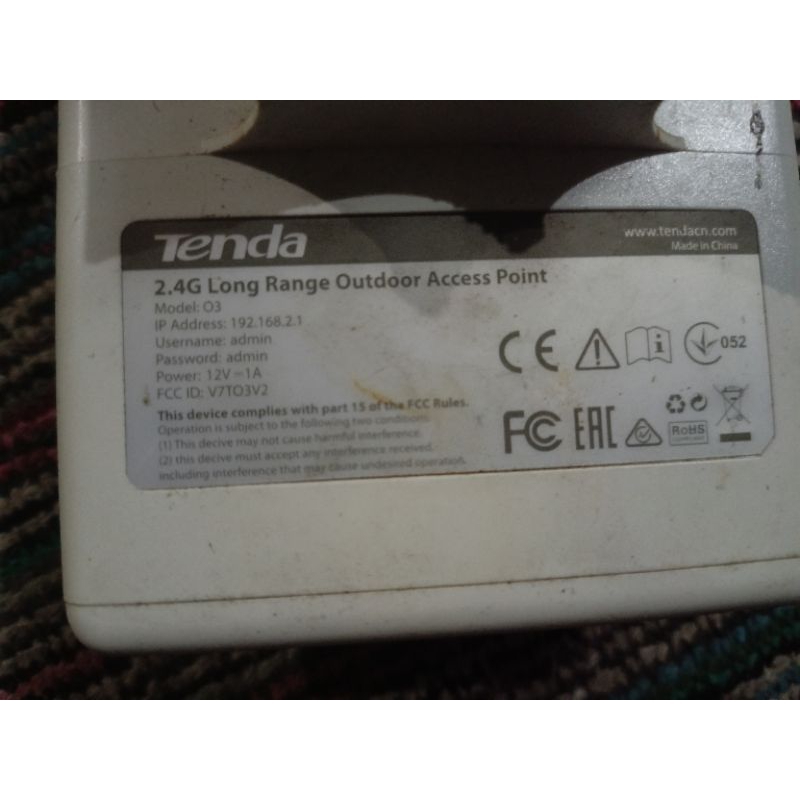 Tenda
www.tendacn.com
Made in China
2.4G Long Range Outdoor Access Point
Model: O3
IP Address: 192.168.2.1
Username: admin
Password: admin
Power: 12V⎓1A
FCC ID: V7TO3V2
This device complies with part 15 of the FCC Rules.
Operation is subject to the following two conditions:
(1) This decive may not cause harmful interference.
(2) this decive must accept any interference received,
including interference that may cause undesired operation.
CE
052
FC
EAC
RoHS